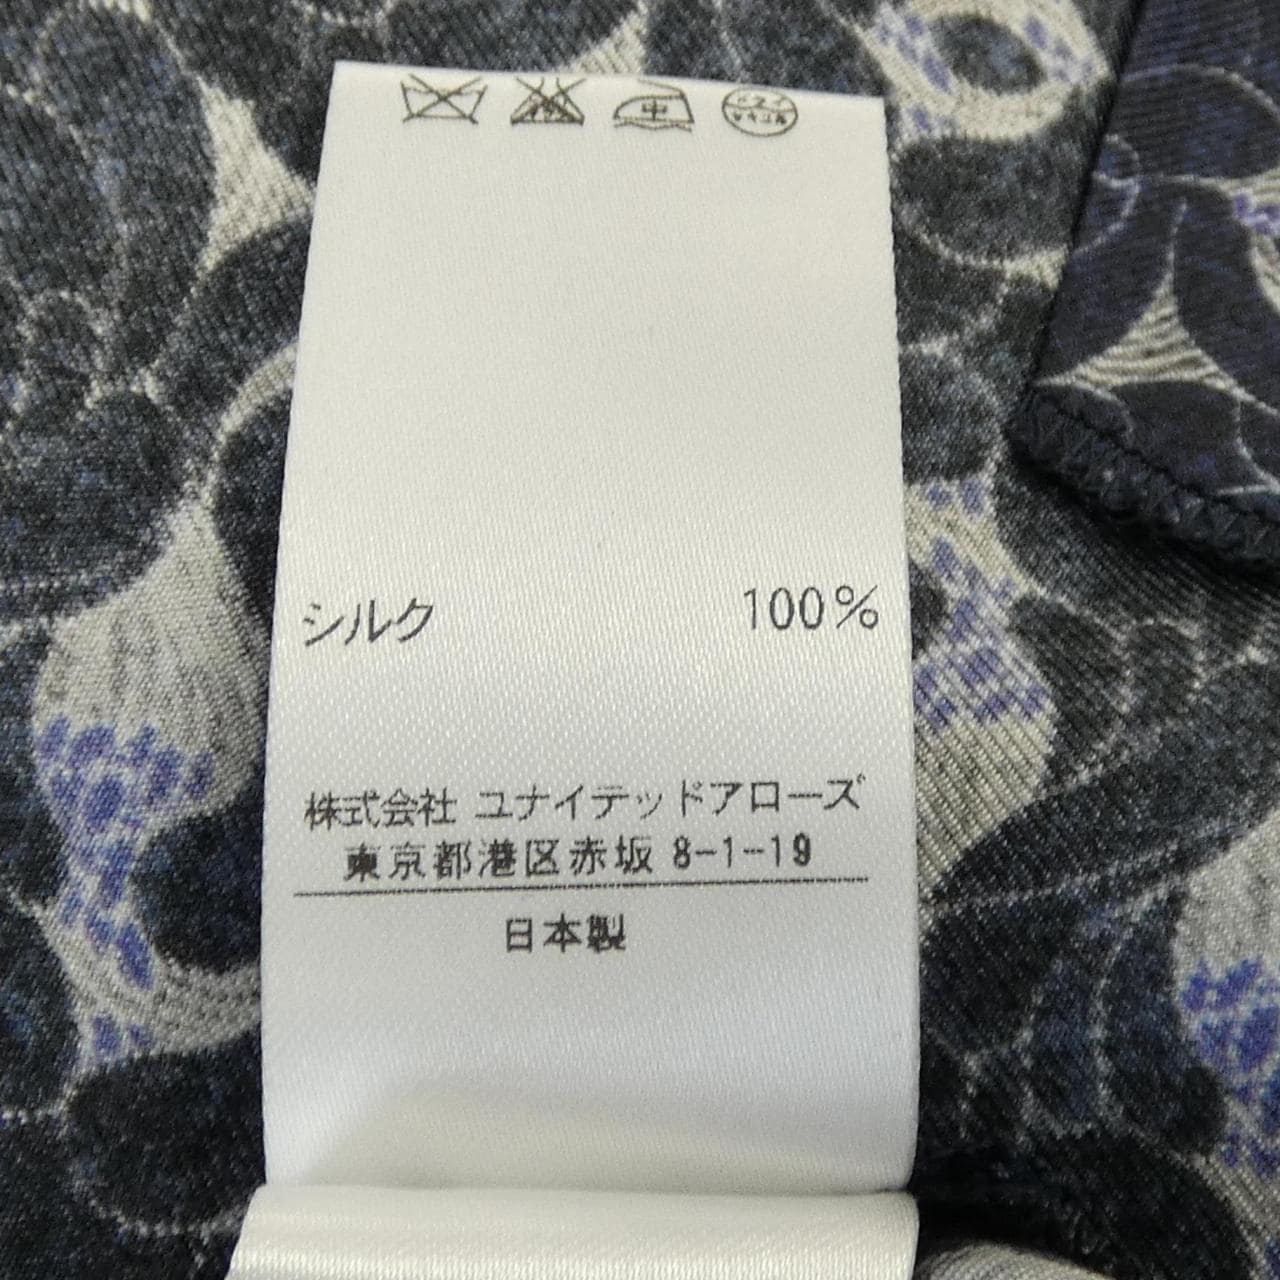 中
シルク 100%
株式会社 ユナイテッドアローズ
東京都港区赤坂 8-1-19
日本製